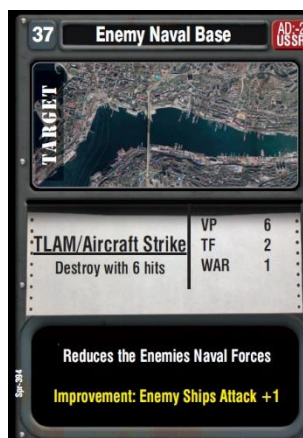 37
Enemy Naval Base
AD:-2
USSR
TARGET
TLAM/Aircraft Strike
Destroy with 6 hits
VP 6
TF 2
WAR 1
Reduces the Enemies Naval Forces
Improvement: Enemy Ships Attack +1
Spr-394